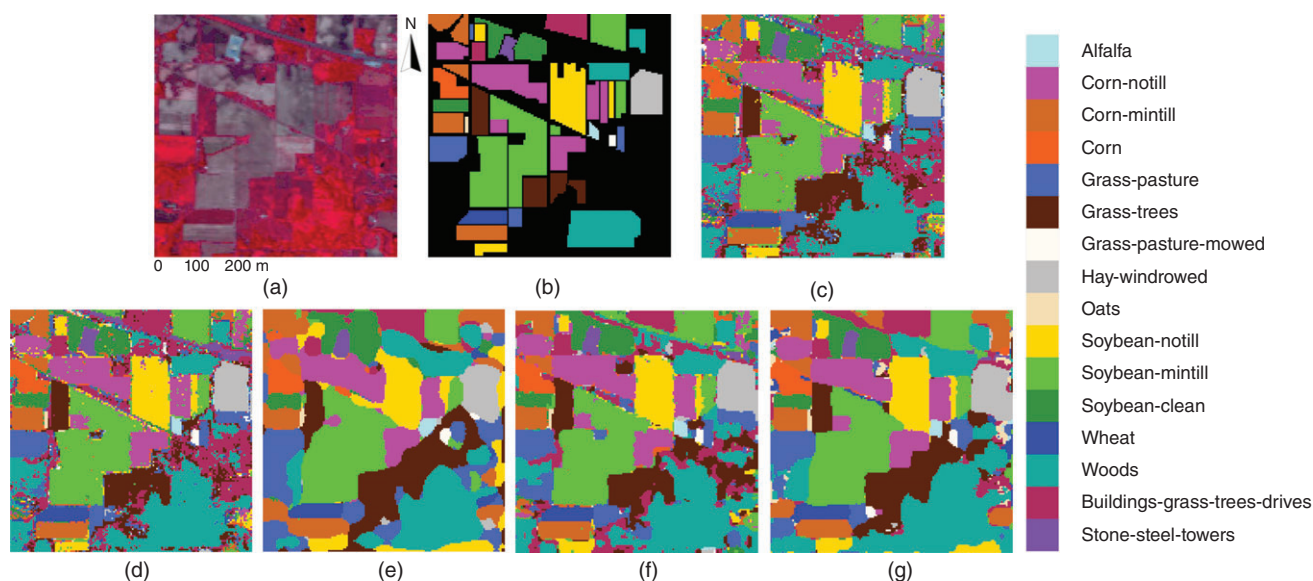 N
0 100 200 m
(a)
(b)
(c)
(d)
(e)
(f)
(g)
Alfalfa
Corn-notill
Corn-mintill
Corn
Grass-pasture
Grass-trees
Grass-pasture-mowed
Hay-windrowed
Oats
Soybean-notill
Soybean-mintill
Soybean-clean
Wheat
Woods
Buildings-grass-trees-drives
Stone-steel-towers